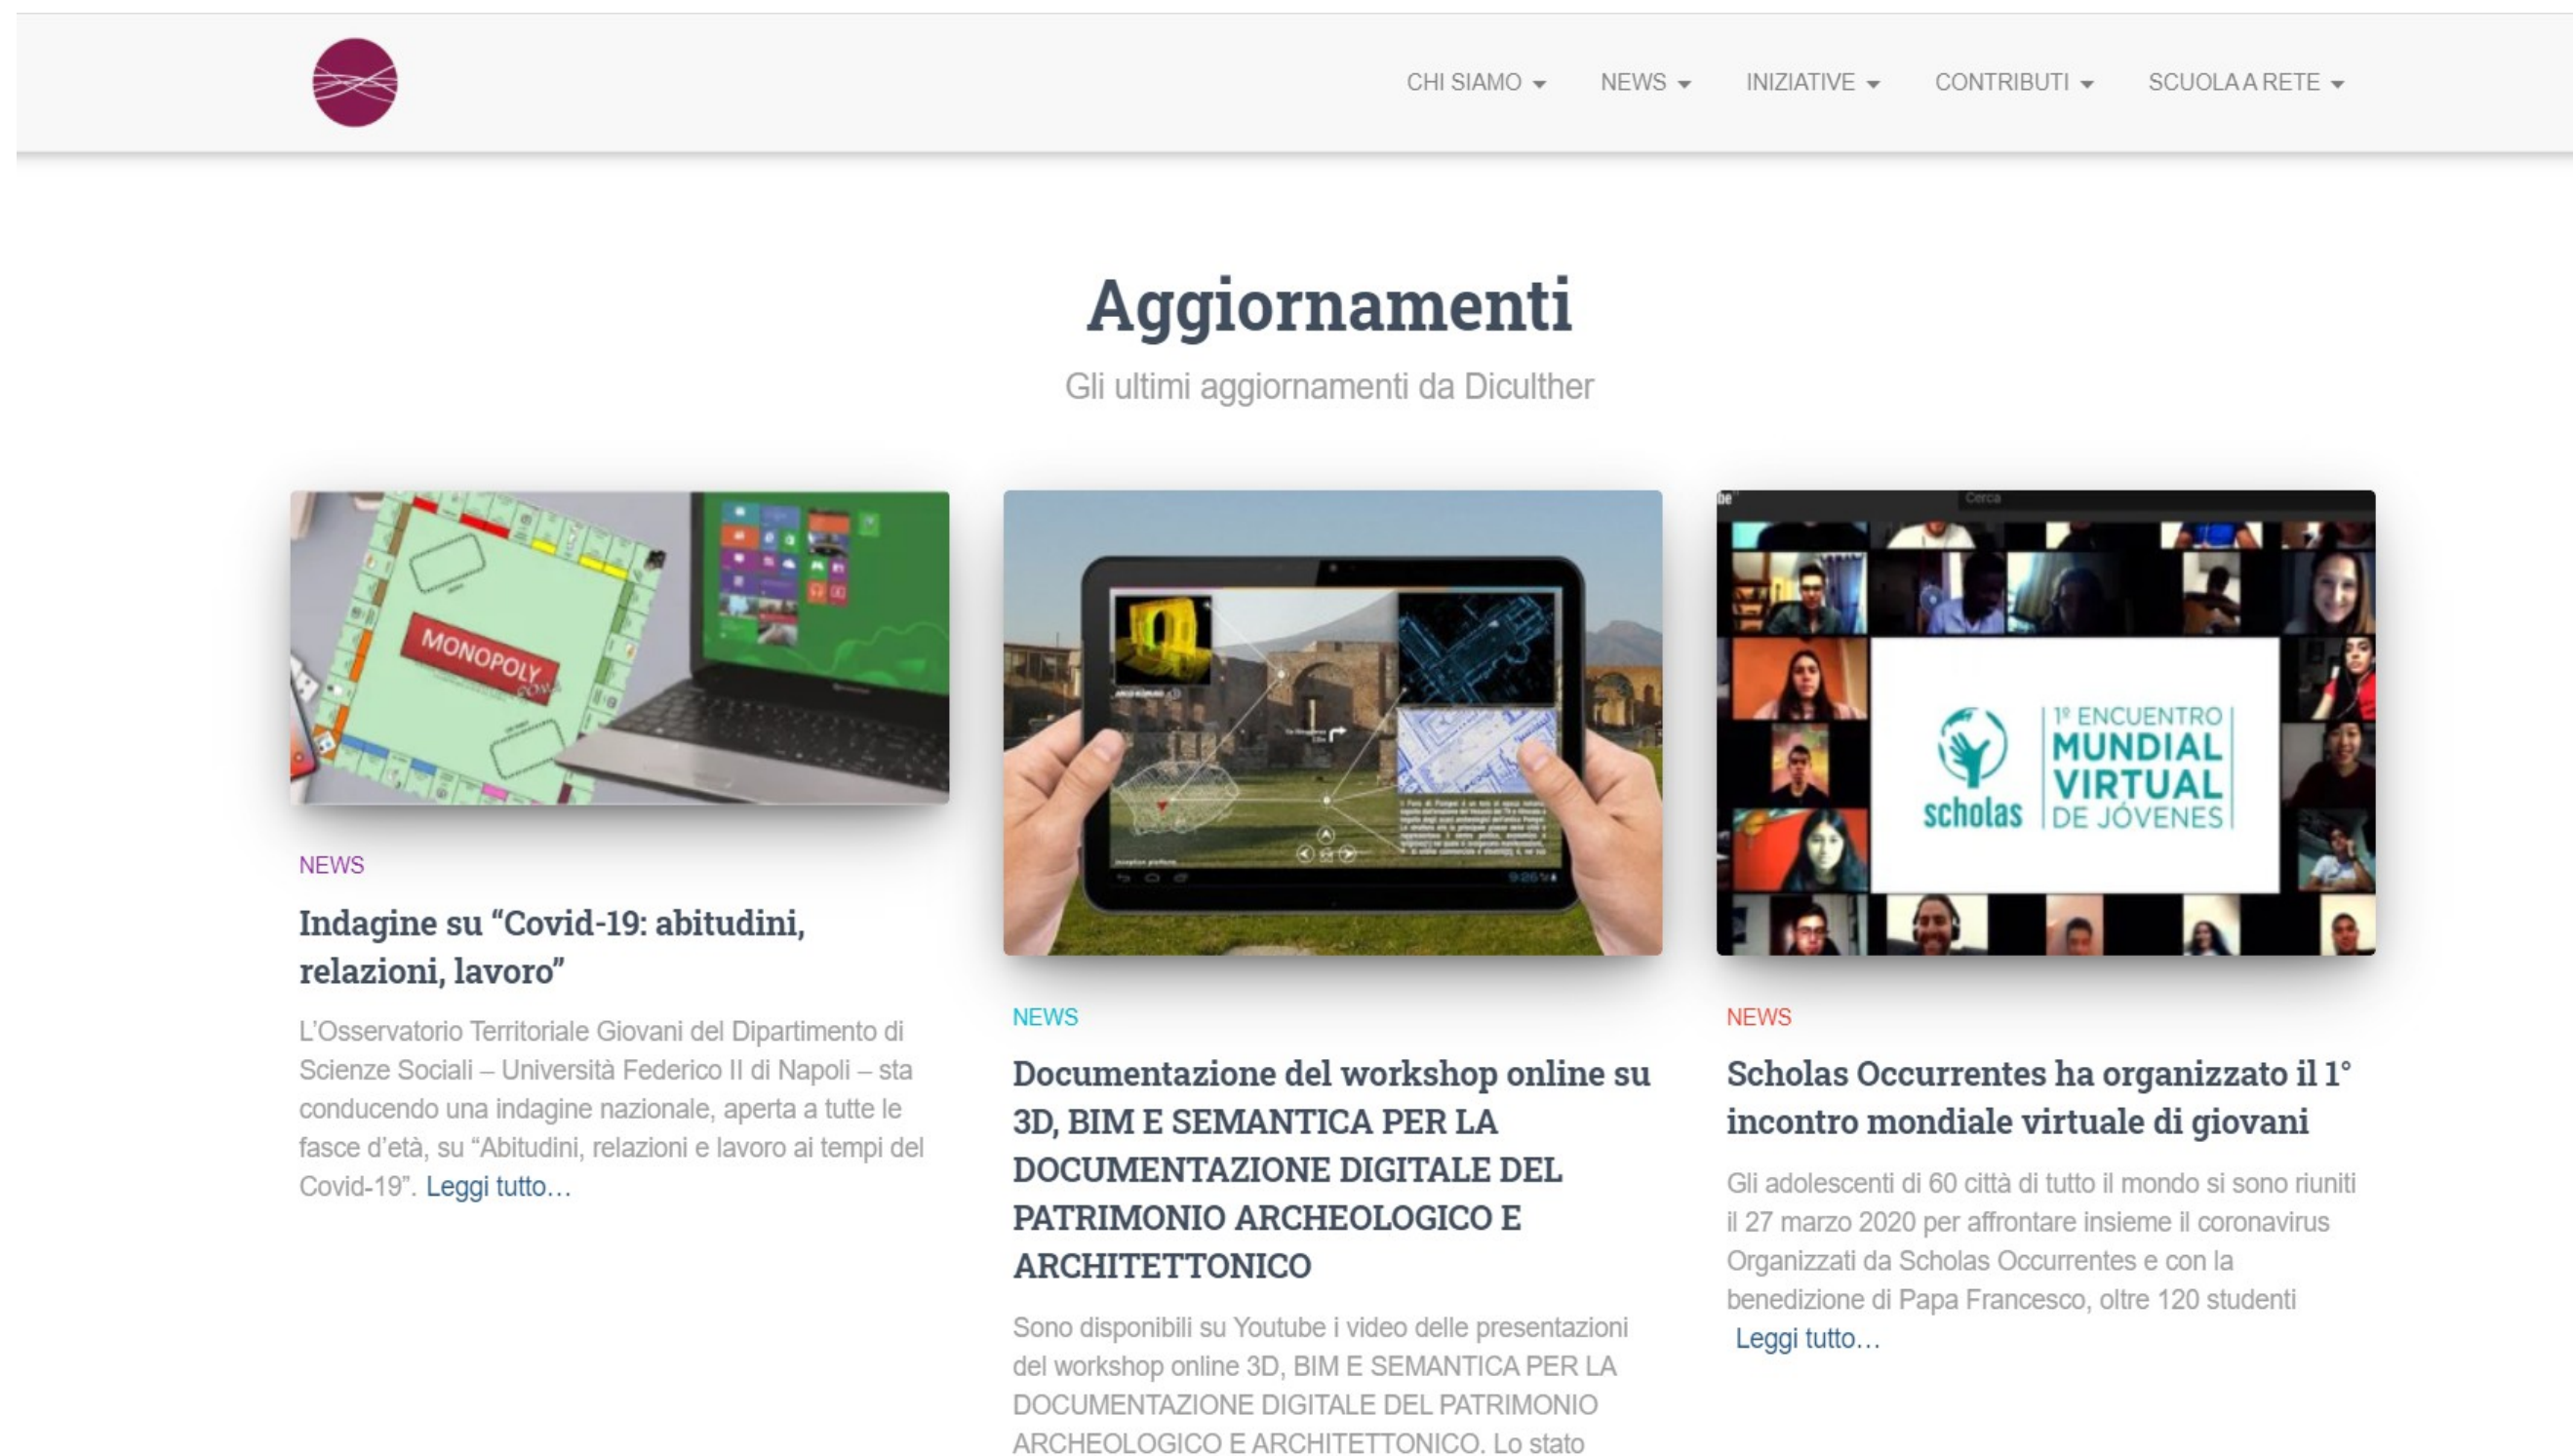 CHI SIAMO
NEWS
INIZIATIVE
CONTRIBUTI
SCUOLA A RETE
Aggiornamenti
Gli ultimi aggiornamenti da Diculther
MONOPOLY
NEWS
Indagine su “Covid-19: abitudini,
relazioni, lavoro”
L’Osservatorio Territoriale Giovani del Dipartimento di
Scienze Sociali – Università Federico II di Napoli – sta
conducendo una indagine nazionale, aperta a tutte le
fasce d’età, su “Abitudini, relazioni e lavoro ai tempi del
Covid-19”. Leggi tutto…
9:26
NEWS
Documentazione del workshop online su
3D, BIM E SEMANTICA PER LA
DOCUMENTAZIONE DIGITALE DEL
PATRIMONIO ARCHEOLOGICO E
ARCHITETTONICO
Sono disponibili su Youtube i video delle presentazioni
del workshop online 3D, BIM E SEMANTICA PER LA
DOCUMENTAZIONE DIGITALE DEL PATRIMONIO
ARCHEOLOGICO E ARCHITETTONICO. Lo stato
be
Cerca
scholas
1º ENCUENTRO
MUNDIAL
VIRTUAL
DE JÓVENES
NEWS
Scholas Occurrentes ha organizzato il 1°
incontro mondiale virtuale di giovani
Gli adolescenti di 60 città di tutto il mondo si sono riuniti
il 27 marzo 2020 per affrontare insieme il coronavirus
Organizzati da Scholas Occurrentes e con la
benedizione di Papa Francesco, oltre 120 studenti
Leggi tutto…